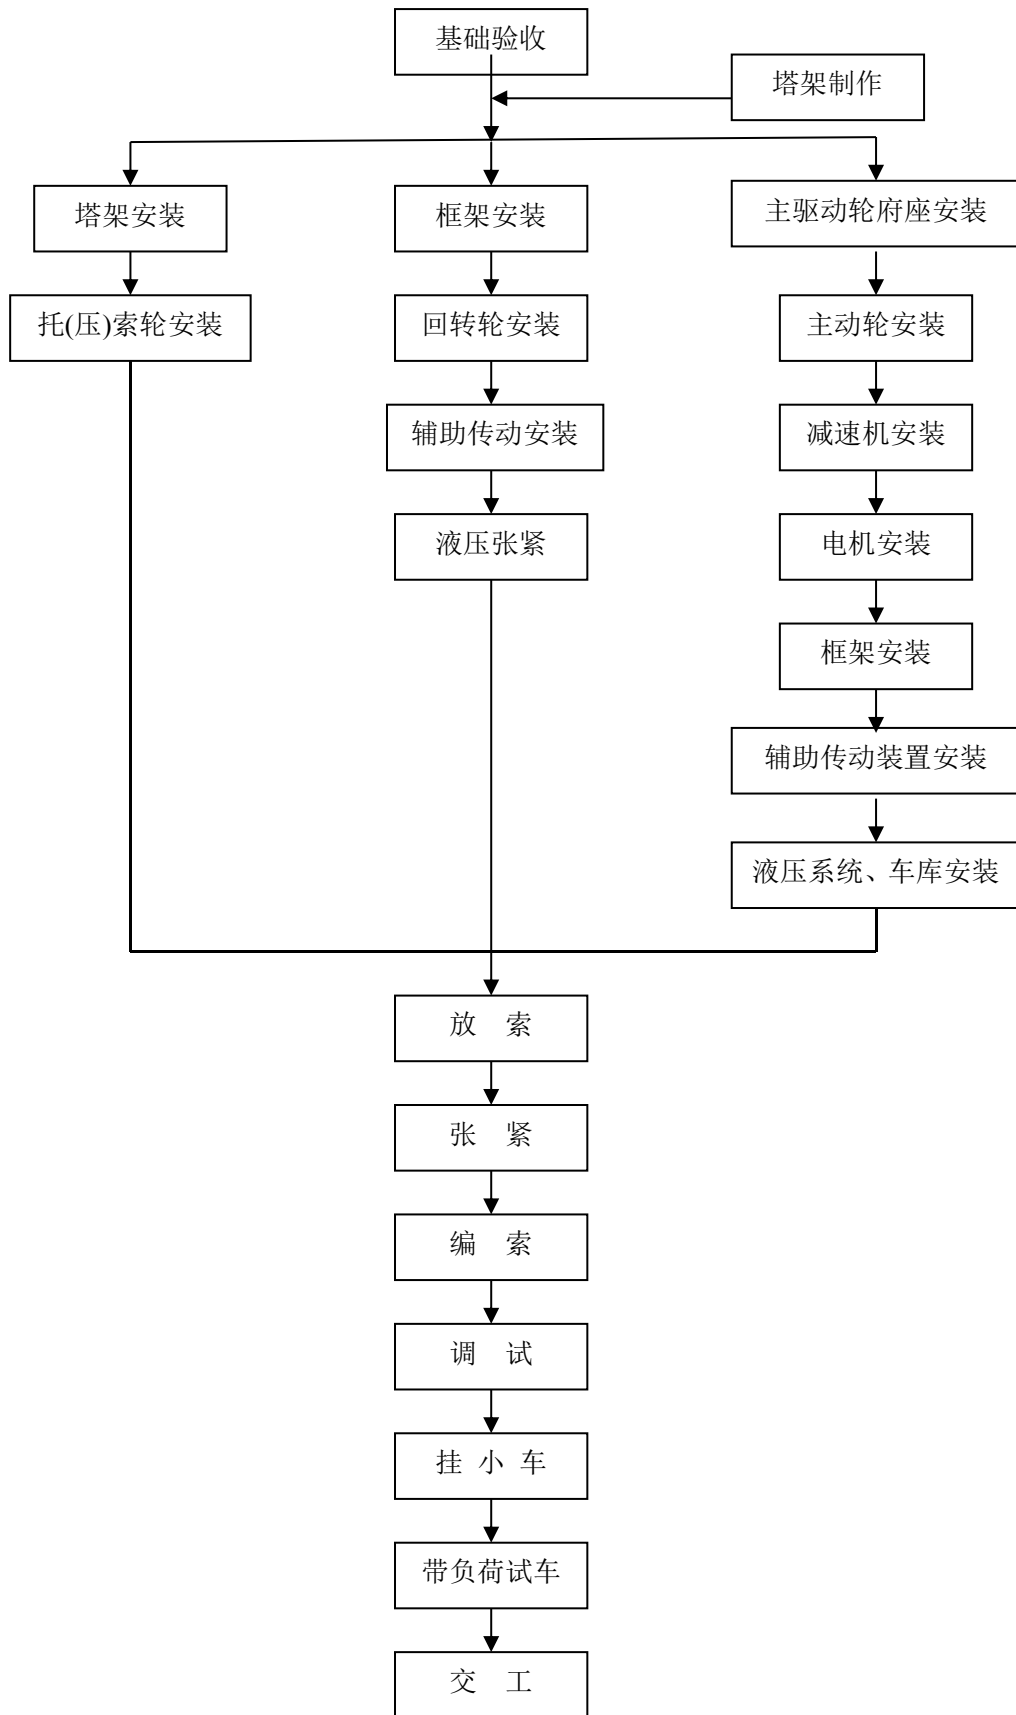 基础验收
塔架制作
塔架安装
框架安装
主驱动轮府座安装
托(压)索轮安装
回转轮安装
主动轮安装
辅助传动安装
减速机安装
液压张紧
电机安装
框架安装
辅助传动装置安装
液压系统、车库安装
放 索
张 紧
编 索
调 试
挂 小 车
带负荷试车
交 工